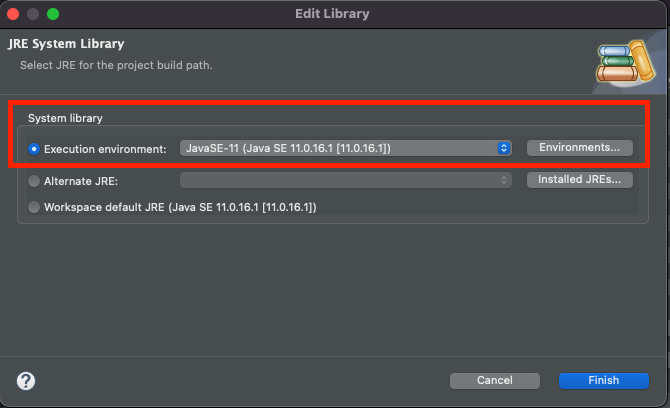 Edit Library
JRE System Library
Select JRE for the project build path.
System library
Execution environment: JavaSE-11 (Java SE 11.0.16.1 [11.0.16.1]) Environments...
Alternate JRE: Installed JREs...
Workspace default JRE (Java SE 11.0.16.1 [11.0.16.1])
? Cancel Finish